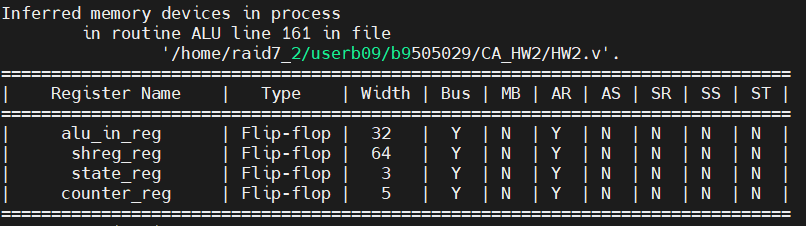 Inferred memory devices in process
        in routine ALU line 161 in file
                '/home/raid7_2/userb09/b9505029/CA_HW2/HW2.v'.
===============================================================================
|    Register Name    |   Type    | Width | Bus | MB | AR | AS | SR | SS | ST |
===============================================================================
|     alu_in_reg      | Flip-flop |  32   |  Y  | N  | Y  | N  | N  | N  | N  |
|      shreg_reg      | Flip-flop |  64   |  Y  | N  | Y  | N  | N  | N  | N  |
|      state_reg      | Flip-flop |   3   |  Y  | N  | Y  | N  | N  | N  | N  |
|     counter_reg     | Flip-flop |   5   |  Y  | N  | Y  | N  | N  | N  | N  |
===============================================================================